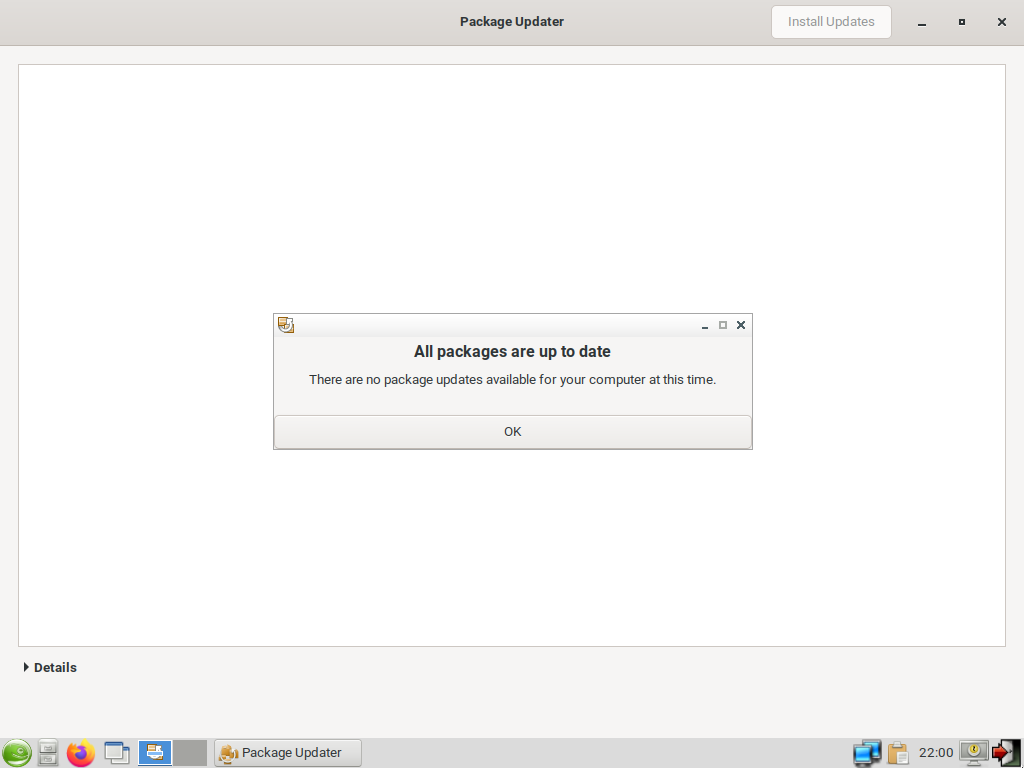 Package Updater
Install Updates
All packages are up to date
There are no package updates available for your computer at this time.
OK
Details
Package Updater
22:00